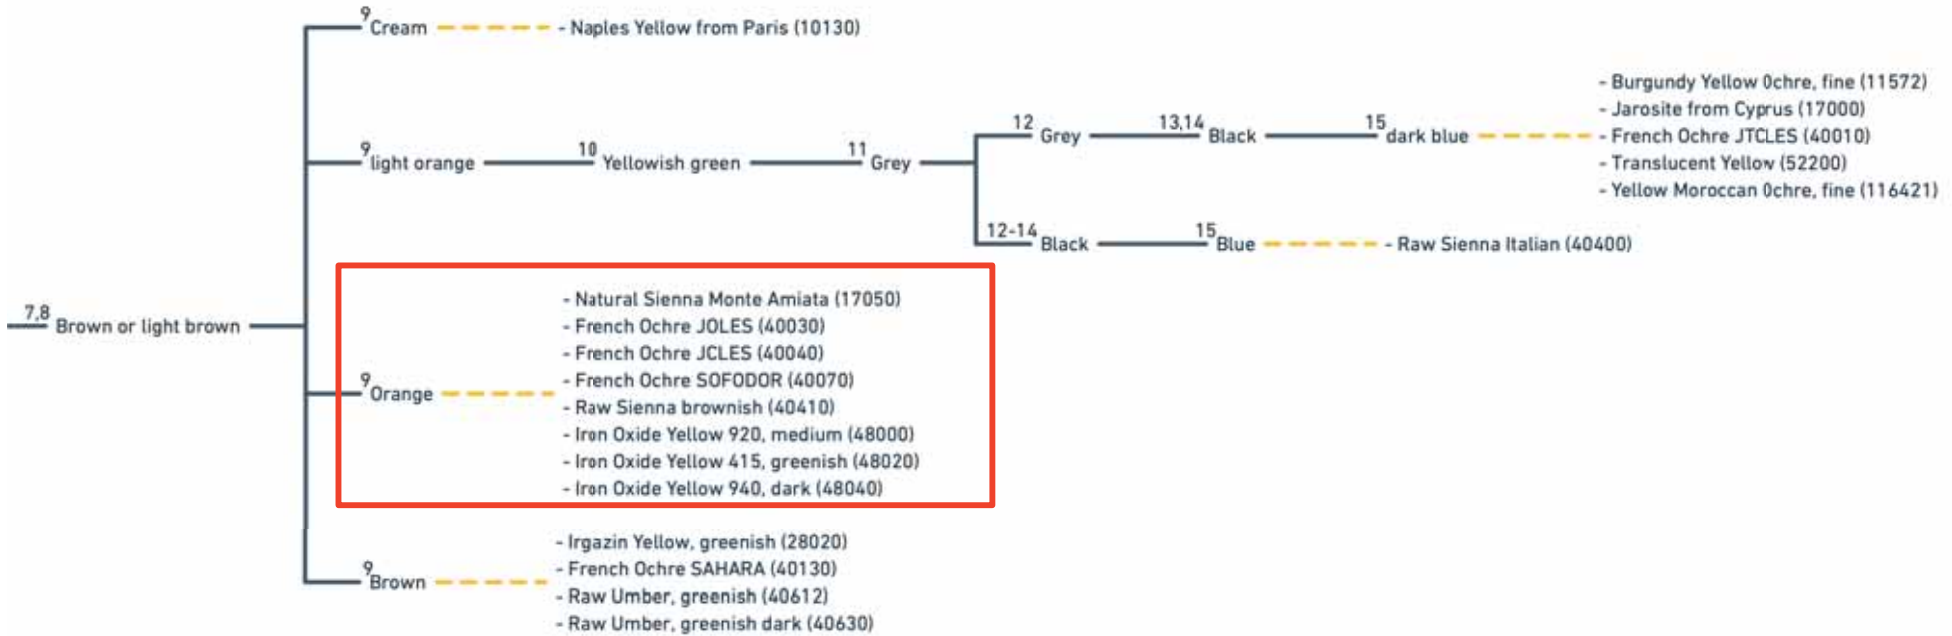 9 Cream - Naples Yellow from Paris (10130)
- Burgundy Yellow Ochre, fine (11572)
- Jarosite from Cyprus (17000)
12 Grey 13,14 Black 15 dark blue - French Ochre JTCLES (40010)
9 light orange 10 Yellowish green 11 Grey - Translucent Yellow (52200)
- Yellow Moroccan Ochre, fine (116421)
12-14 Black 15 Blue - Raw Sienna Italian (40400)
- Natural Sienna Monte Amiata (17050)
7,8 Brown or light brown - French Ochre JOLES (40030)
- French Ochre JCLES (40040)
- French Ochre SOFODOR (40070)
9 Orange
- Raw Sienna brownish (40410)
- Iron Oxide Yellow 920, medium (48000)
- Iron Oxide Yellow 415, greenish (48020)
- Iron Oxide Yellow 940, dark (48040)
- Irgazin Yellow, greenish (28020)
- French Ochre SAHARA (40130)
9 Brown
- Raw Umber, greenish (40612)
- Raw Umber, greenish dark (40630)